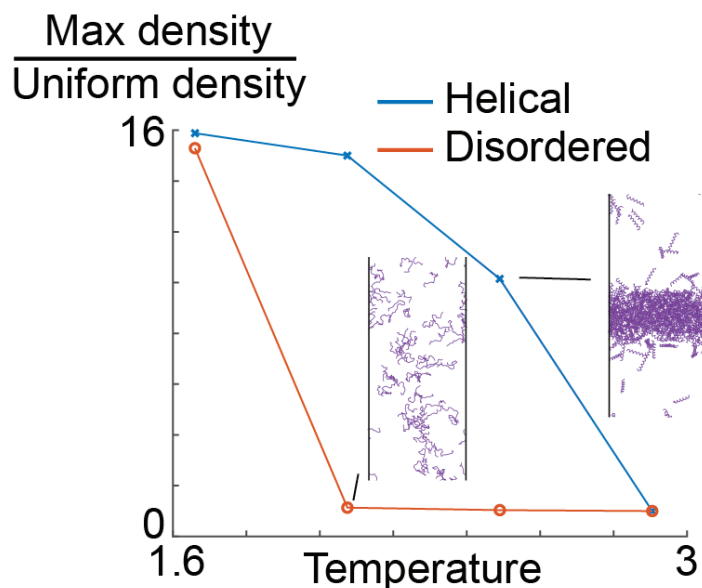 Max density
Uniform density
Helical
Disordered
16
0
1.6
Temperature
3